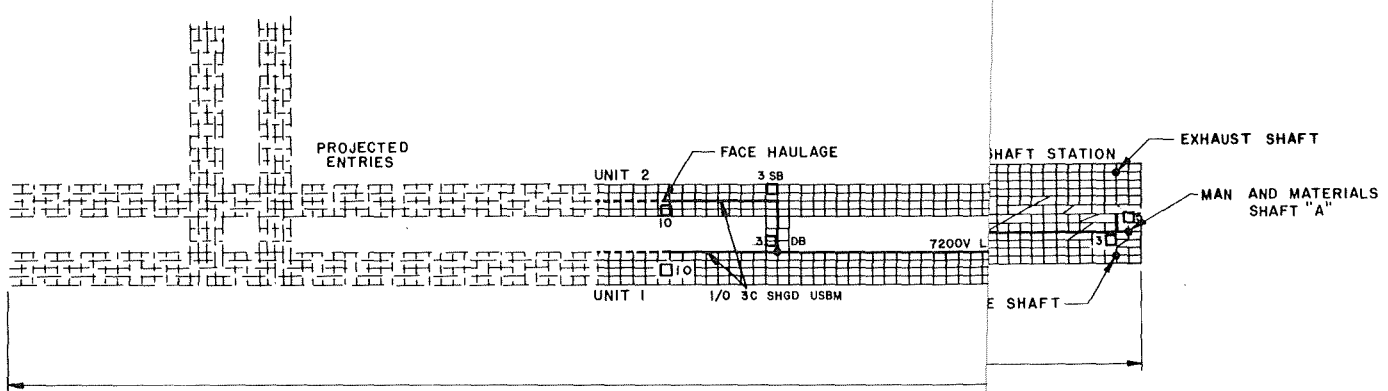 PROJECTED
ENTRIES
FACE HAULAGE
UNIT 2
3 SB
10
3
DB
7200V L
10
UNIT 1
1/0 3C SHGD USBM
SHAFT STATION
EXHAUST SHAFT
MAN AND MATERIALS
SHAFT "A"
3
E SHAFT